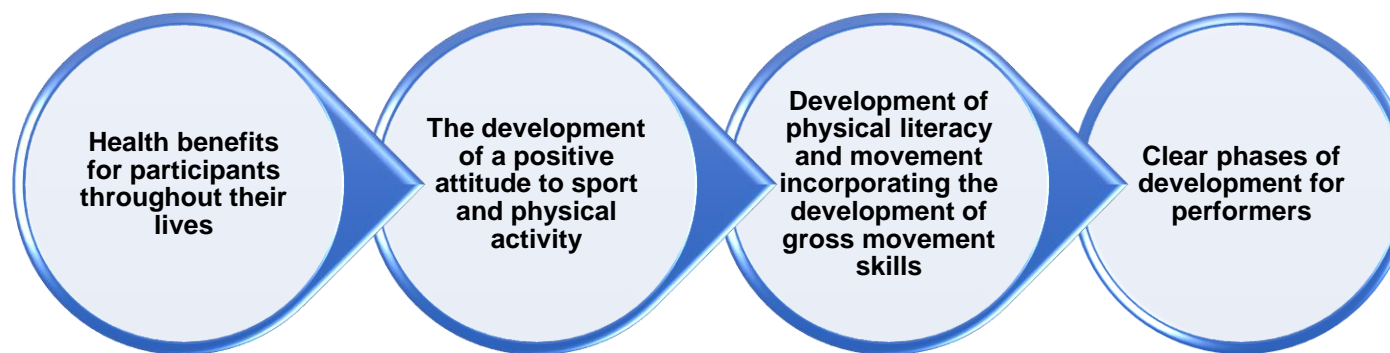 Health benefits
for participants
throughout their
lives
The development
of a positive
attitude to sport
and physical
activity
Development of
physical literacy
and movement
incorporating the
development of
gross movement
skills
Clear phases of
development for
performers